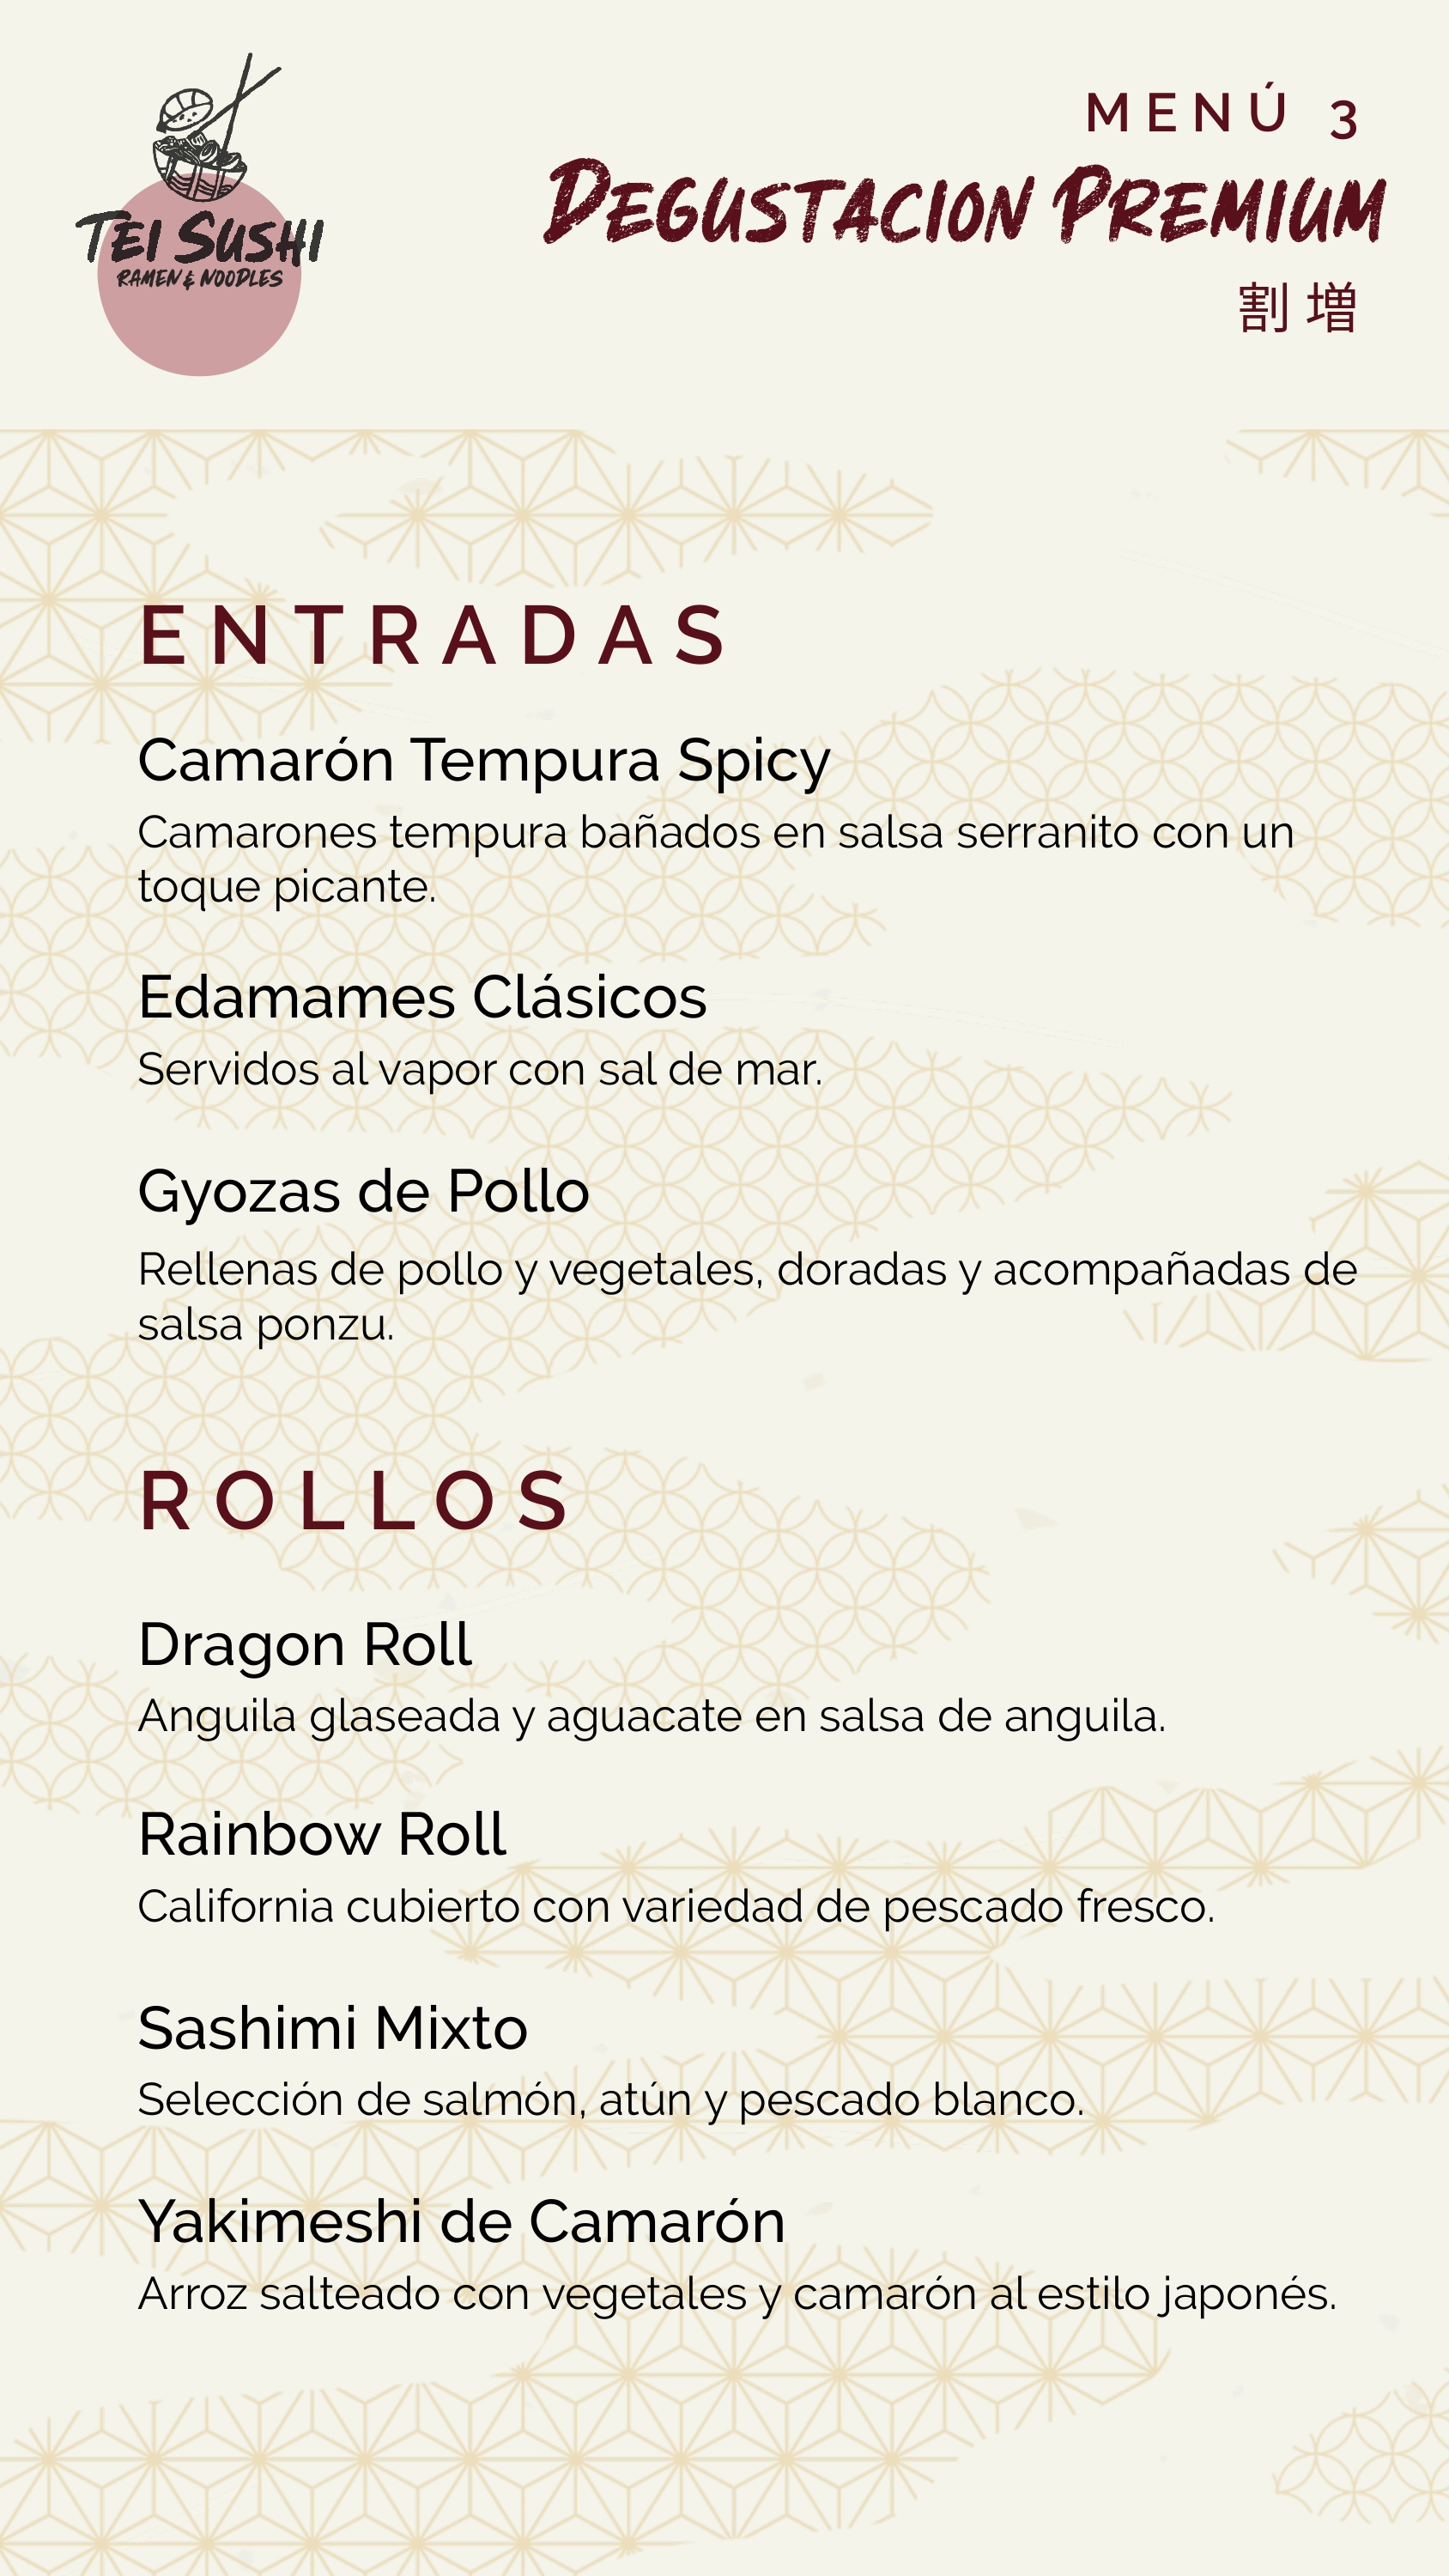 TEI SUSHI
RAMEN & NOODLES
MENÚ 3
DEGUSTACION PREMIUM
割増
ENTRADAS
Camarón Tempura Spicy
Camarones tempura bañados en salsa serranito con un
toque picante.
Edamames Clásicos
Servidos al vapor con sal de mar.
Gyozas de Pollo
Rellenas de pollo y vegetales, doradas y acompañadas de
salsa ponzu.
ROLLOS
Dragon Roll
Anguila glaseada y aguacate en salsa de anguila.
Rainbow Roll
California cubierto con variedad de pescado fresco.
Sashimi Mixto
Selección de salmón, atún y pescado blanco.
Yakimeshi de Camarón
Arroz salteado con vegetales y camarón al estilo japonés.